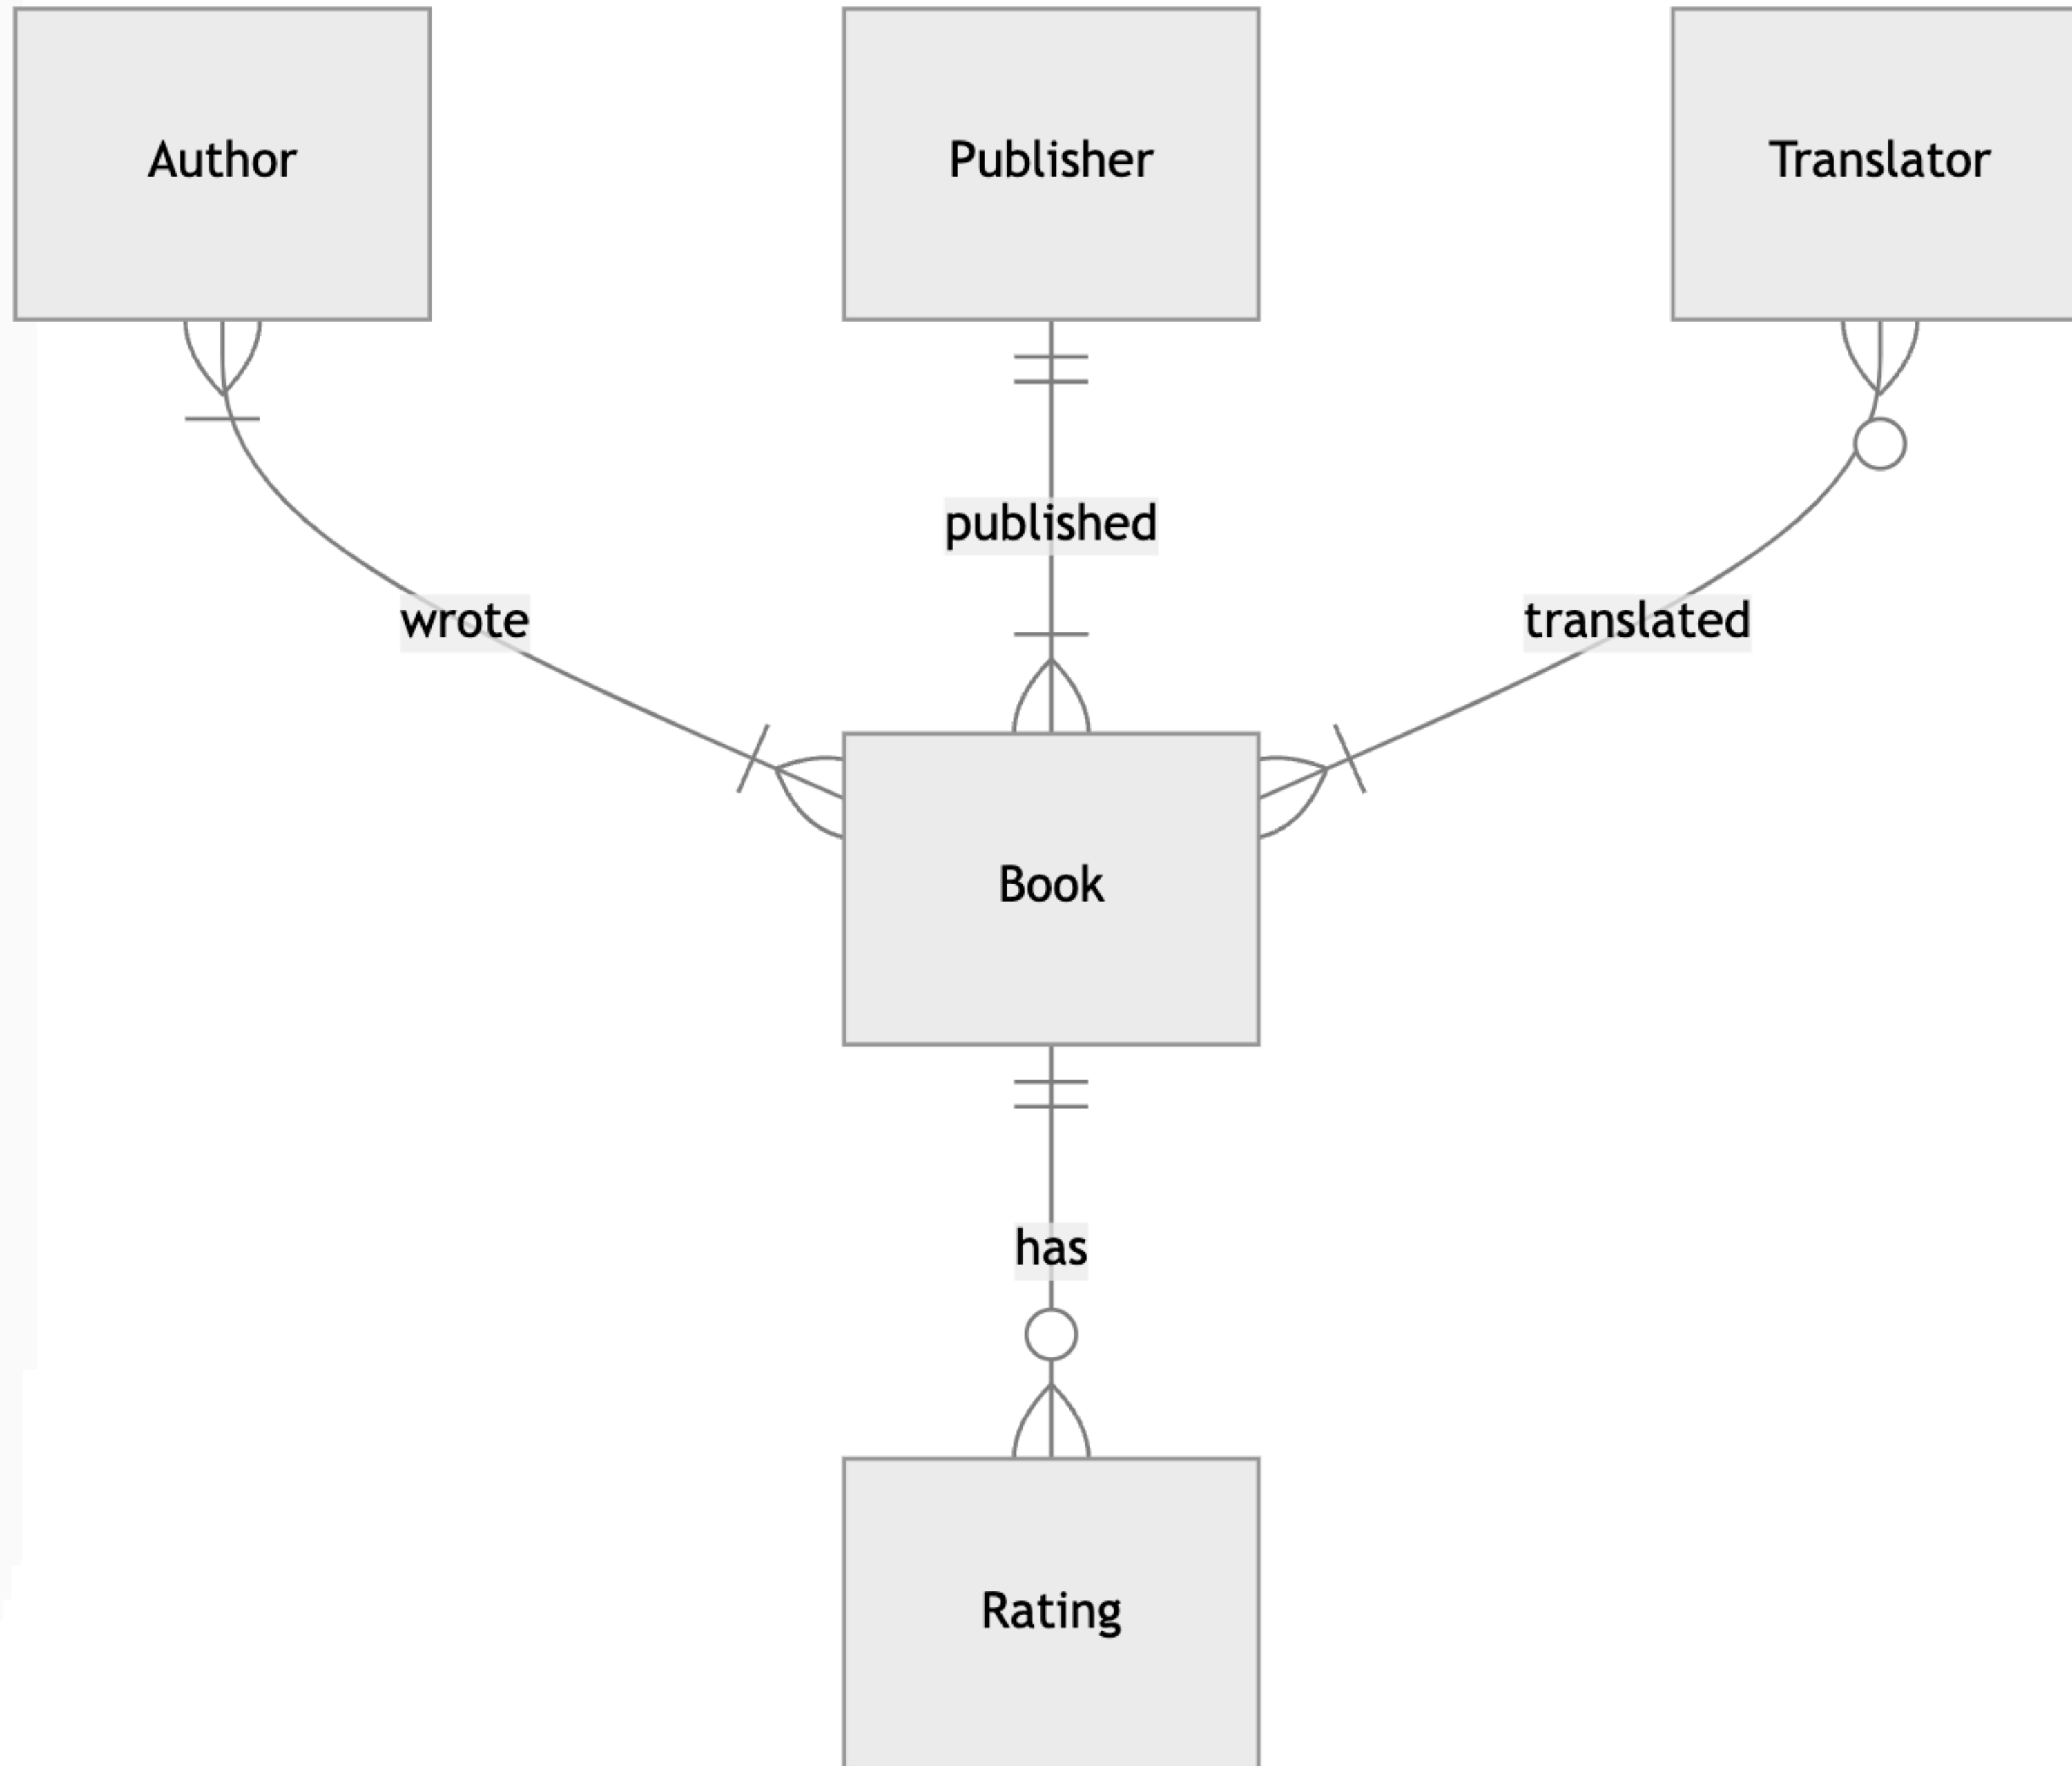 Author
Publisher
Translator
published
wrote
translated
Book
has
Rating